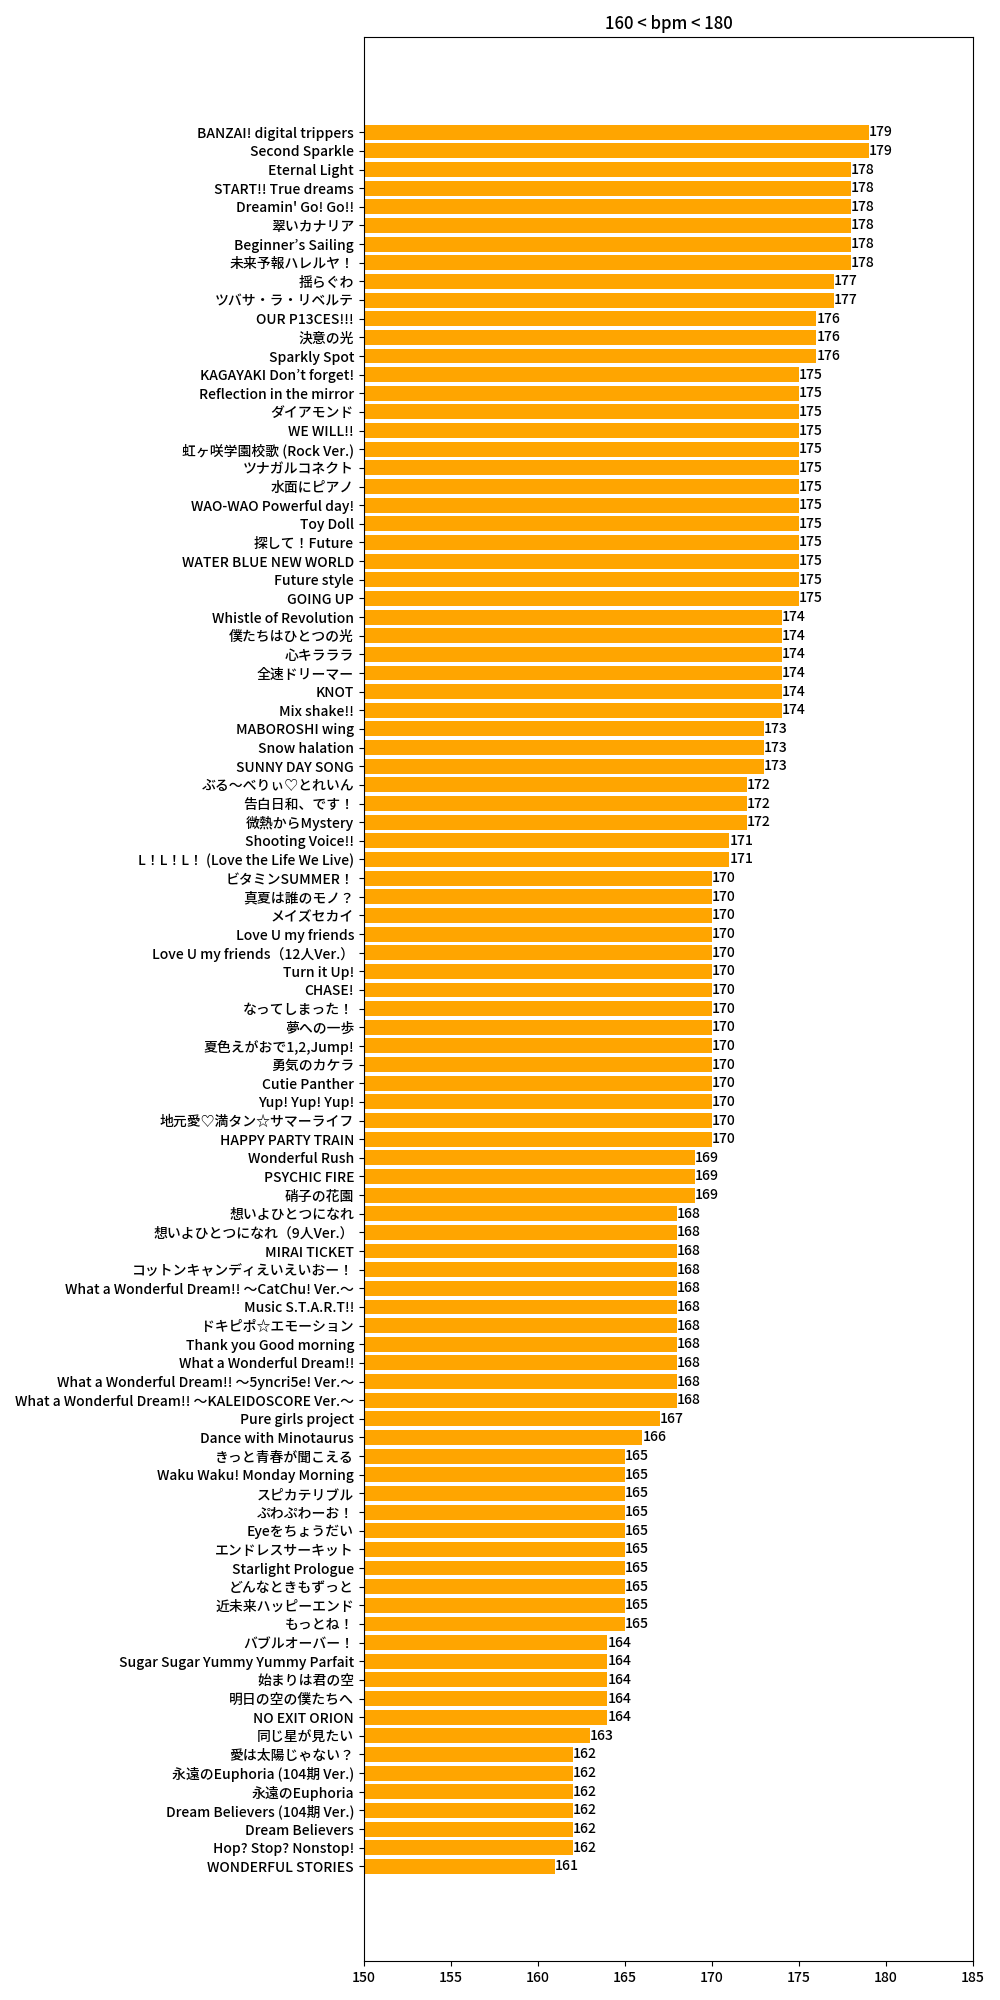 160 < bpm < 180
BANZAI! digital trippers 179
Second Sparkle 179
Eternal Light 178
START!! True dreams 178
Dreamin' Go! Go!! 178
翠いカナリア 178
Beginner’s Sailing 178
未来予報ハレルヤ！ 178
揺らぐわ 177
ツバサ・ラ・リベルテ 177
OUR P13CES!!! 176
決意の光 176
Sparkly Spot 176
KAGAYAKI Don’t forget! 175
Reflection in the mirror 175
ダイアモンド 175
WE WILL!! 175
虹ヶ咲学園校歌 (Rock Ver.) 175
ツナガルコネクト 175
水面にピアノ 175
WAO-WAO Powerful day! 175
Toy Doll 175
探して！Future 175
WATER BLUE NEW WORLD 175
Future style 175
GOING UP 175
Whistle of Revolution 174
僕たちはひとつの光 174
心キラララ 174
全速ドリーマー 174
KNOT 174
Mix shake!! 174
MABOROSHI wing 173
Snow halation 173
SUNNY DAY SONG 173
ぶる～べりぃ♡とれいん 172
告白日和、です！ 172
微熱からMystery 172
Shooting Voice!! 171
L！L！L！ (Love the Life We Live) 171
ビタミンSUMMER！ 170
真夏は誰のモノ？ 170
メイズセカイ 170
Love U my friends 170
Love U my friends（12人Ver.） 170
Turn it Up! 170
CHASE! 170
なってしまった！ 170
夢への一歩 170
夏色えがおで1,2,Jump! 170
勇気のカケラ 170
Cutie Panther 170
Yup! Yup! Yup! 170
地元愛♡満タン☆サマーライフ 170
HAPPY PARTY TRAIN 170
Wonderful Rush 169
PSYCHIC FIRE 169
硝子の花園 169
想いよひとつになれ 168
想いよひとつになれ（9人Ver.） 168
MIRAI TICKET 168
コットンキャンディえいえいおー！ 168
What a Wonderful Dream!! ～CatChu! Ver.～ 168
Music S.T.A.R.T!! 168
ドキピポ☆エモーション 168
Thank you Good morning 168
What a Wonderful Dream!! 168
What a Wonderful Dream!! ～5yncri5e! Ver.～ 168
What a Wonderful Dream!! ～KALEIDOSCORE Ver.～ 168
Pure girls project 167
Dance with Minotaurus 166
きっと青春が聞こえる 165
Waku Waku! Monday Morning 165
スピカテリブル 165
ぷわぷわーお！ 165
Eyeをちょうだい 165
エンドレスサーキット 165
Starlight Prologue 165
どんなときもずっと 165
近未来ハッピーエンド 165
もっとね！ 165
バブルオーバー！ 164
Sugar Sugar Yummy Yummy Parfait 164
始まりは君の空 164
明日の空の僕たちへ 164
NO EXIT ORION 164
同じ星が見たい 163
愛は太陽じゃない？ 162
永遠のEuphoria (104期 Ver.) 162
永遠のEuphoria 162
Dream Believers (104期 Ver.) 162
Dream Believers 162
Hop? Stop? Nonstop! 162
WONDERFUL STORIES 161
150 155 160 165 170 175 180 185